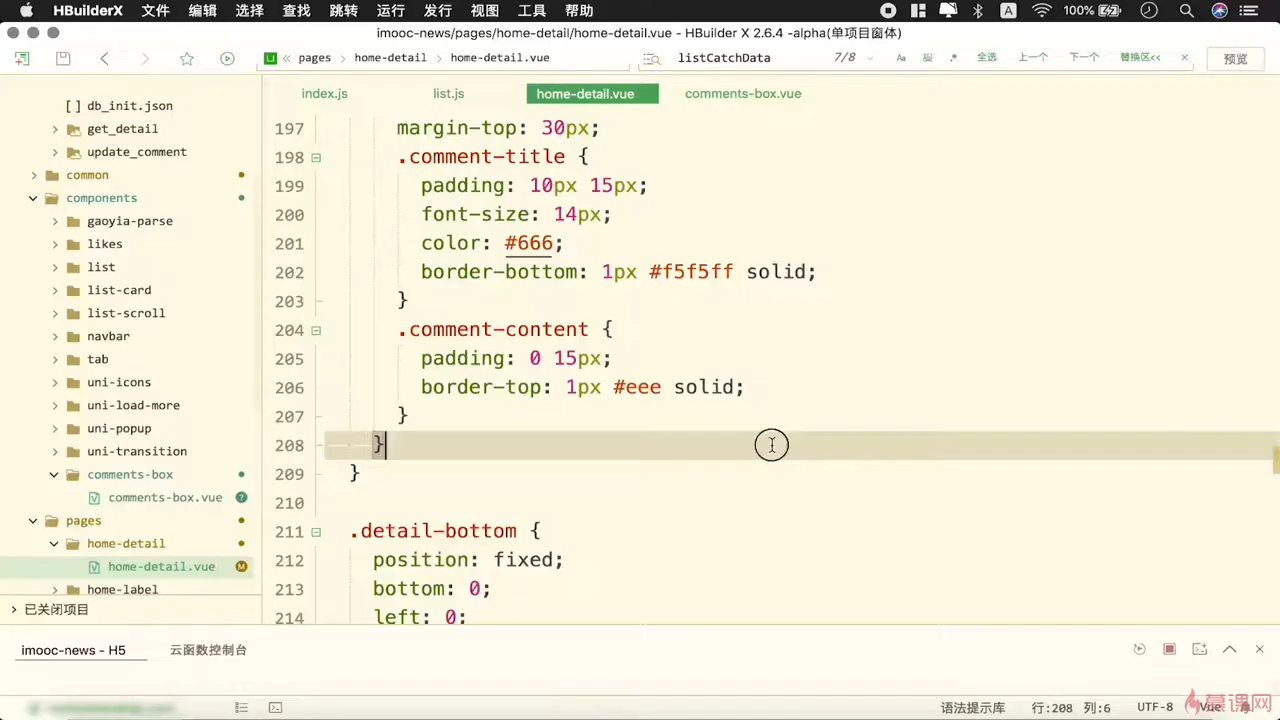 HBuilderX 文件 编辑 选择 查找 跳转 运行 发行 视图 工具 帮助 A 100%
imooc-news/pages/home-detail/home-detail.vue - HBuilder X 2.6.4 -alpha(单项目窗体)
pages home-detail home-detail.vue listCatchData 7/8 Aa 全选 上一个 下一个 替换区<< 预览
index.js list.js home-detail.vue comments-box.vue
[ ] db_init.json
get_detail
update_comment
common
components
gaoyia-parse
likes
list
list-card
list-scroll
navbar
tab
uni-icons
uni-load-more
uni-popup
uni-transition
comments-box
comments-box.vue ?
pages
home-detail
home-detail.vue M
home-label
已关闭项目
197 margin-top: 30px;
198 .comment-title {
199 padding: 10px 15px;
200 font-size: 14px;
201 color: #666;
202 border-bottom: 1px #f5f5ff solid;
203 }
204 .comment-content {
205 padding: 0 15px;
206 border-top: 1px #eee solid;
207 }
208 }
209 }
210
211 .detail-bottom {
212 position: fixed;
213 bottom: 0;
214 left: 0;
imooc-news - H5 云函数控制台
语法提示库 行:208 列:6 UTF-8 Vue
慕课网